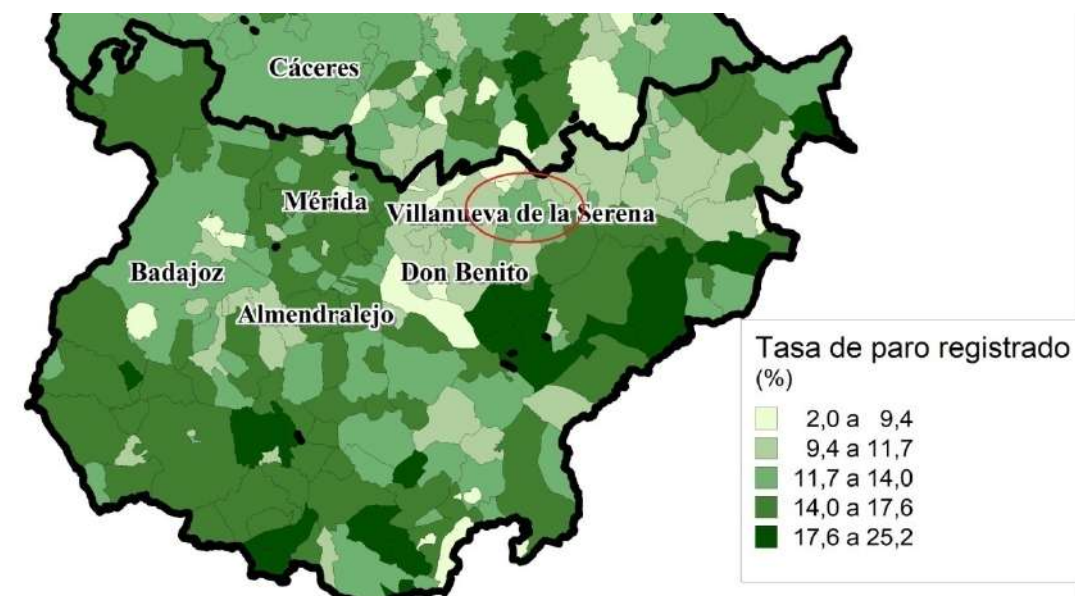 Cáceres
Mérida
Villanueva de la Serena
Badajoz
Don Benito
Almendralejo
Tasa de paro registrado
(%)
2,0 a 9,4
9,4 a 11,7
11,7 a 14,0
14,0 a 17,6
17,6 a 25,2